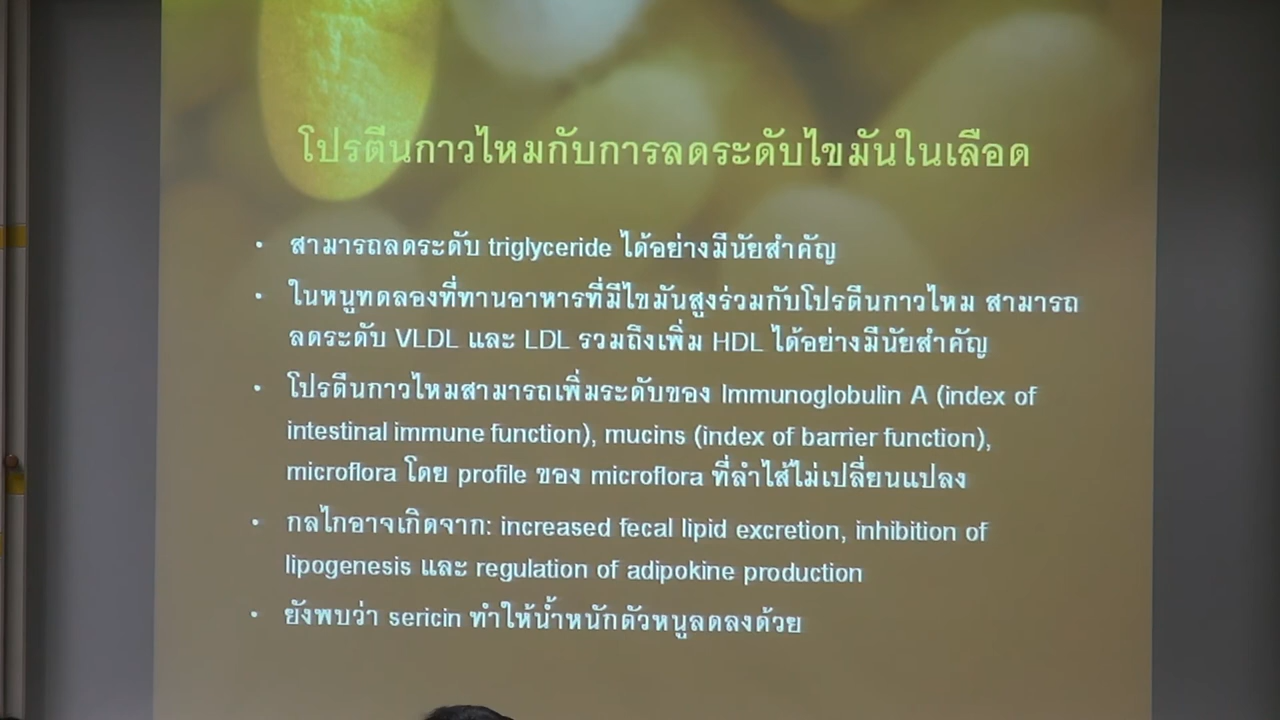 โปรตีนกาวไหมกับการลดระดับไขมันในเลือด
• สามารถลดระดับ triglyceride ได้อย่างมีนัยสำคัญ
• ในหนูทดลองที่ทานอาหารที่มีไขมันสูงร่วมกับโปรตีนกาวไหม สามารถ
ลดระดับ VLDL และ LDL รวมถึงเพิ่ม HDL ได้อย่างมีนัยสำคัญ
• โปรตีนกาวไหมสามารถเพิ่มระดับของ Immunoglobulin A (index of
intestinal immune function), mucins (index of barrier function),
microflora โดย profile ของ microflora ที่ลำไส้ไม่เปลี่ยนแปลง
• กลไกอาจเกิดจาก: increased fecal lipid excretion, inhibition of
lipogenesis และ regulation of adipokine production
• ยังพบว่า sericin ทำให้น้ำหนักตัวหนูลดลงด้วย